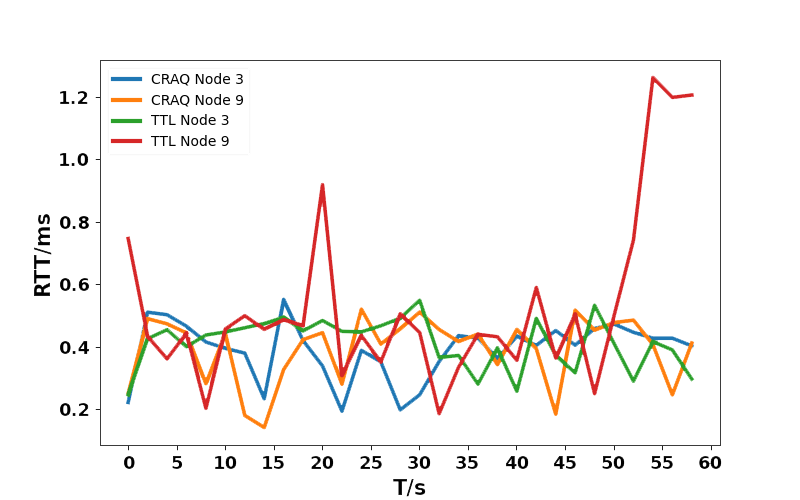 CRAQ Node 3
CRAQ Node 9
TTL Node 3
TTL Node 9
RTT/ms
1.2
1.0
0.8
0.6
0.4
0.2
0 5 10 15 20 25 30 35 40 45 50 55 60
T/s